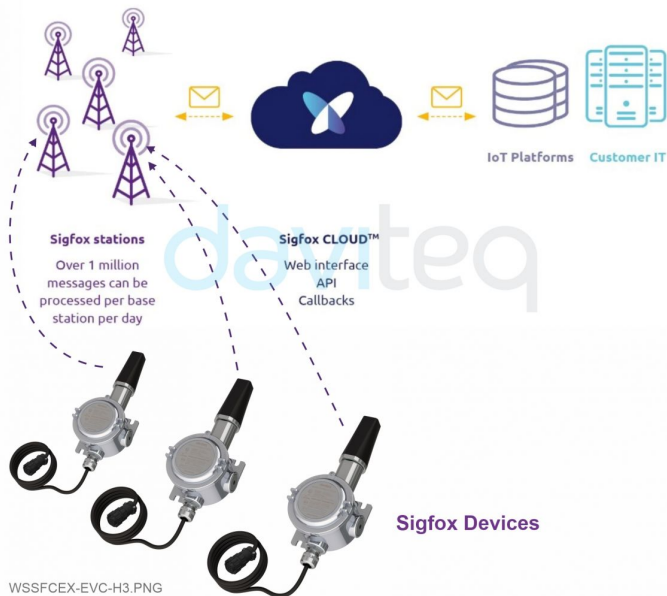 IoT Platforms
Customer IT
Sigfox stations
Over 1 million
messages can be
processed per base
station per day
Sigfox CLOUD™
Web interface
API
Callbacks
daviteq
Sigfox Devices
WSSFCEX-EVC-H3.PNG